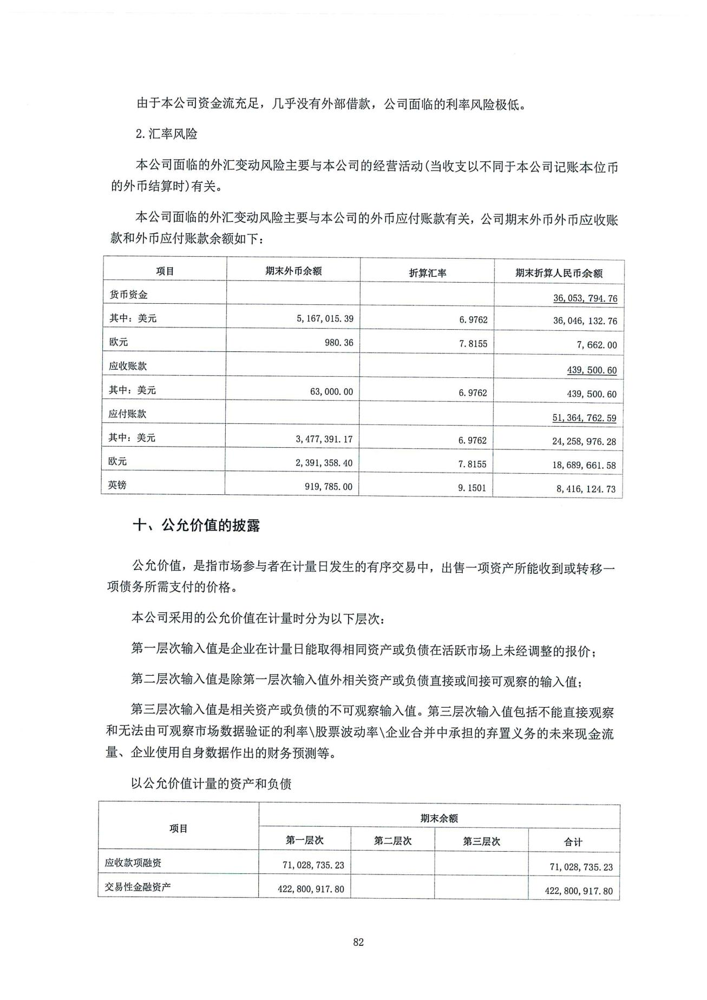 由于本公司资金流充足，几乎没有外部借款，公司面临的利率风险极低。
2.汇率风险
本公司面临的外汇变动风险主要与本公司的经营活动(当收支以不同于本公司记账本位币
的外币结算时)有关。
本公司面临的外汇变动风险主要与本公司的外币应付账款有关，公司期末外币外币应收账
款和外币应付账款余额如下：
项目 期末外币余额 折算汇率 期末折算人民币余额
货币资金 36,053,794.76
其中：美元 5,167,015.39 6.9762 36,046,132.76
欧元 980.36 7.8155 7,662.00
应收账款 439,500.60
其中：美元 63,000.00 6.9762 439,500.60
应付账款 51,364,762.59
其中：美元 3,477,391.17 6.9762 24,258,976.28
欧元 2,391,358.40 7.8155 18,689,661.58
英镑 919,785.00 9.1501 8,416,124.73
十、公允价值的披露
公允价值，是指市场参与者在计量日发生的有序交易中，出售一项资产所能收到或转移一
项债务所需支付的价格。
本公司采用的公允价值在计量时分为以下层次：
第一层次输入值是企业在计量日能取得相同资产或负债在活跃市场上未经调整的报价；
第二层次输入值是除第一层次输入值外相关资产或负债直接或间接可观察的输入值；
第三层次输入值是相关资产或负债的不可观察输入值。第三层次输入值包括不能直接观察
和无法由可观察市场数据验证的利率\股票波动率\企业合并中承担的弃置义务的未来现金流
量、企业使用自身数据作出的财务预测等。
以公允价值计量的资产和负债
项目 期末余额
第一层次 第二层次 第三层次 合计
应收款项融资 71,028,735.23 71,028,735.23
交易性金融资产 422,800,917.80 422,800,917.80
82